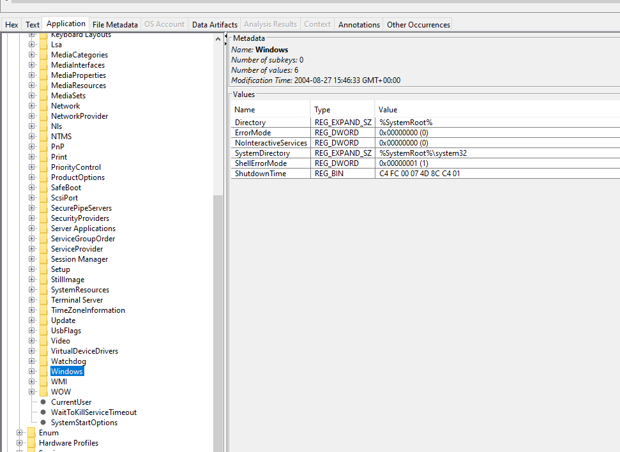 Hex Text Application File Metadata OS Account Data Artifacts Analysis Results Context Annotations Other Occurrences
Keyboard Layouts
Lsa
MediaCategories
MediaInterfaces
MediaProperties
MediaResources
MediaSets
Network
NetworkProvider
Nls
NTMS
PnP
Print
PriorityControl
ProductOptions
SafeBoot
ScsiPort
SecurePipeServers
SecurityProviders
Server Applications
ServiceGroupOrder
ServiceProvider
Session Manager
Setup
StillImage
SystemResources
Terminal Server
TimeZoneInformation
Update
UsbFlags
Video
VirtualDeviceDrivers
Watchdog
Windows
WMI
WOW
CurrentUser
WaitToKillServiceTimeout
SystemStartOptions
Enum
Hardware Profiles
Metadata
Name: Windows
Number of subkeys: 0
Number of values: 6
Modification Time: 2004-08-27 15:46:33 GMT+00:00
Values
Name Type Value
Directory REG_EXPAND_SZ %SystemRoot%
ErrorMode REG_DWORD 0x00000000 (0)
NoInteractiveServices REG_DWORD 0x00000000 (0)
SystemDirectory REG_EXPAND_SZ %SystemRoot%\system32
ShellErrorMode REG_DWORD 0x00000001 (1)
ShutdownTime REG_BIN C4 FC 00 07 4D 8C C4 01